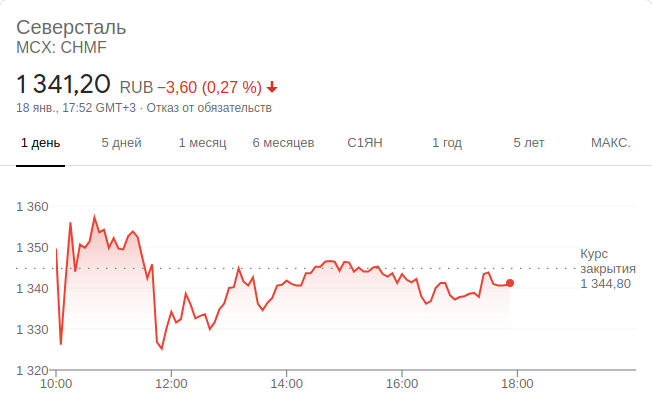 Северсталь
MCX: CHMF
1 341,20 RUB −3,60 (0,27 %)
18 янв., 17:52 GMT+3 · Отказ от обязательств
1 день 5 дней 1 месяц 6 месяцев С1ЯН 1 год 5 лет МАКС.
1 360
1 350
1 340
1 330
1 320
Курс
закрытия
1 344,80
10:00 12:00 14:00 16:00 18:00